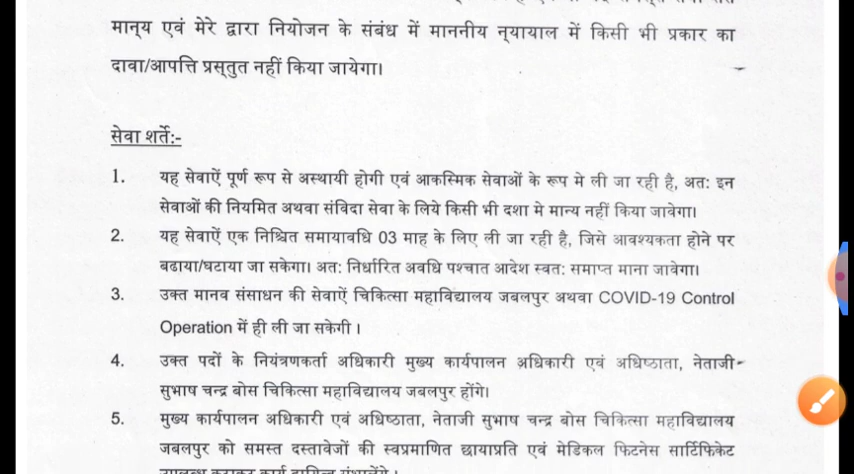 मान्य एवं मेरे द्वारा नियोजन के संबंध में माननीय न्यायाल में किसी भी प्रकार का
दावा/आपत्ति प्रस्तुत नहीं किया जायेगा।
सेवा शर्ते:-
1. यह सेवाऐं पूर्ण रूप से अस्थायी होगी एवं आकस्मिक सेवाओं के रूप मे ली जा रही है, अत: इन
सेवाओं की नियमित अथवा संविदा सेवा के लिये किसी भी दशा मे मान्य नहीं किया जावेगा।
2. यह सेवाऐं एक निश्चित समायावधि 03 माह के लिए ली जा रही है, जिसे आवश्यकता होने पर
बढाया/घटाया जा सकेगा। अत: निर्धारित अवधि पश्चात आदेश स्वत: समाप्त माना जावेगा।
3. उक्त मानव संसाधन की सेवाऐं चिकित्सा महाविद्यालय जबलपुर अथवा COVID-19 Control
Operation में ही ली जा सकेगी ।
4. उक्त पदों के नियंत्रणकर्ता अधिकारी मुख्य कार्यपालन अधिकारी एवं अधिष्ठाता, नेताजी
सुभाष चन्द्र बोस चिकित्सा महाविद्यालय जबलपुर होंगे।
5. मुख्य कार्यपालन अधिकारी एवं अधिष्ठाता, नेताजी सुभाष चन्द्र बोस चिकित्सा महाविद्यालय
जबलपुर को समस्त दस्तावेजों की स्वप्रमाणित छायाप्रति एवं मेडिकल फिटनेस सार्टिफिकेट